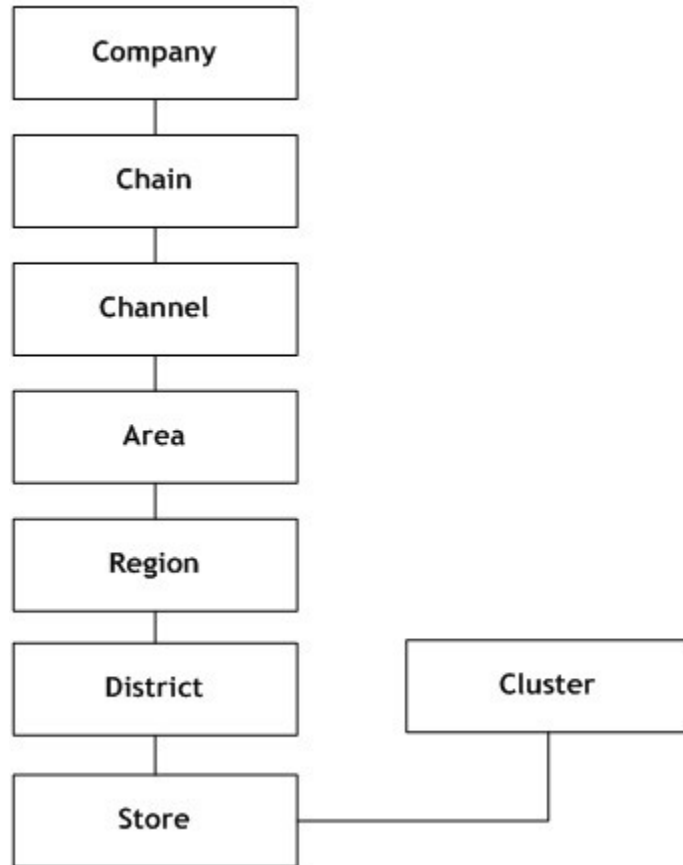 Company
Chain
Channel
Area
Region
District
Cluster
Store